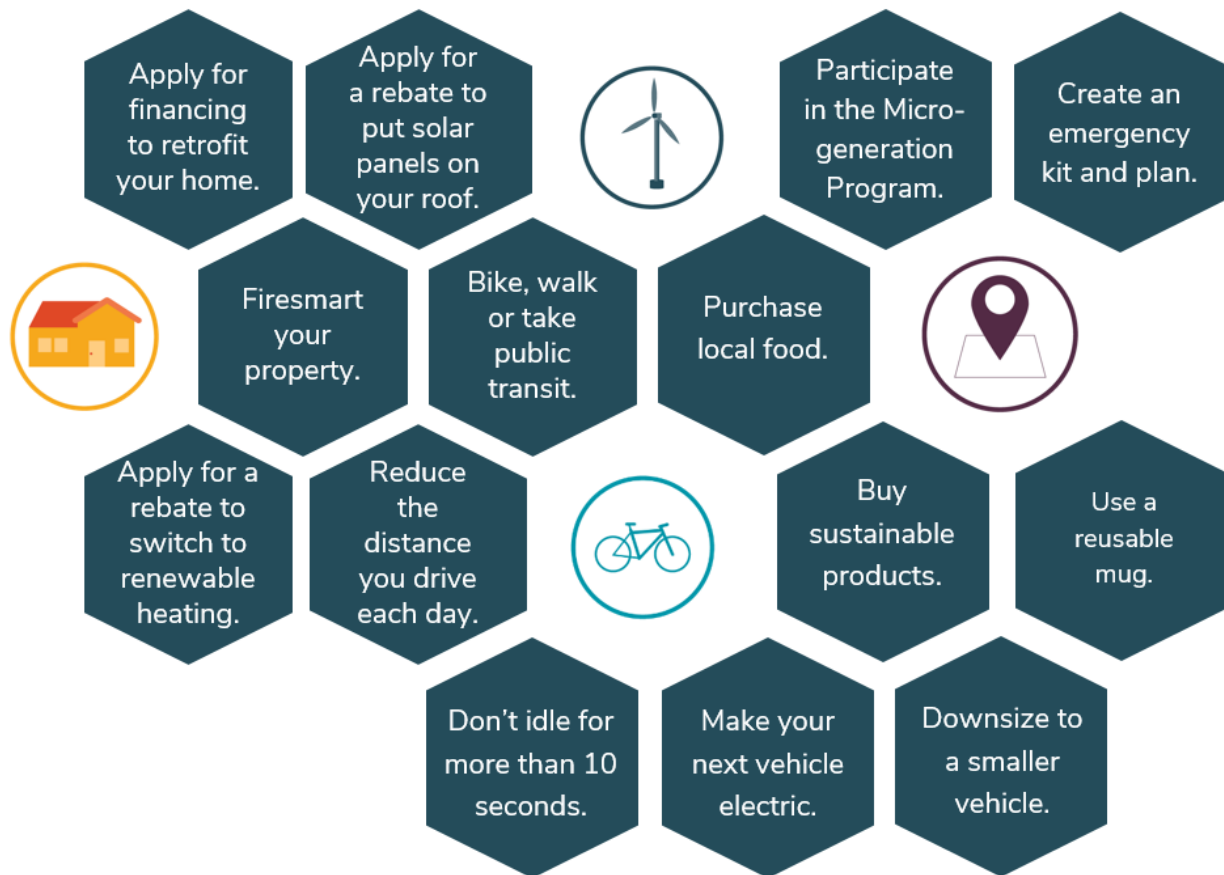 Apply for
financing
to retrofit
your home.
Apply for
a rebate to
put solar
panels on
your roof.
Participate
in the Micro-
generation
Program.
Create an
emergency
kit and plan.
Firesmart
your
property.
Bike, walk
or take
public
transit.
Purchase
local food.
Apply for a
rebate to
switch to
renewable
heating.
Reduce
the
distance
you drive
each day.
Buy
sustainable
products.
Use a
reusable
mug.
Don’t idle for
more than 10
seconds.
Make your
next vehicle
electric.
Downsize to
a smaller
vehicle.